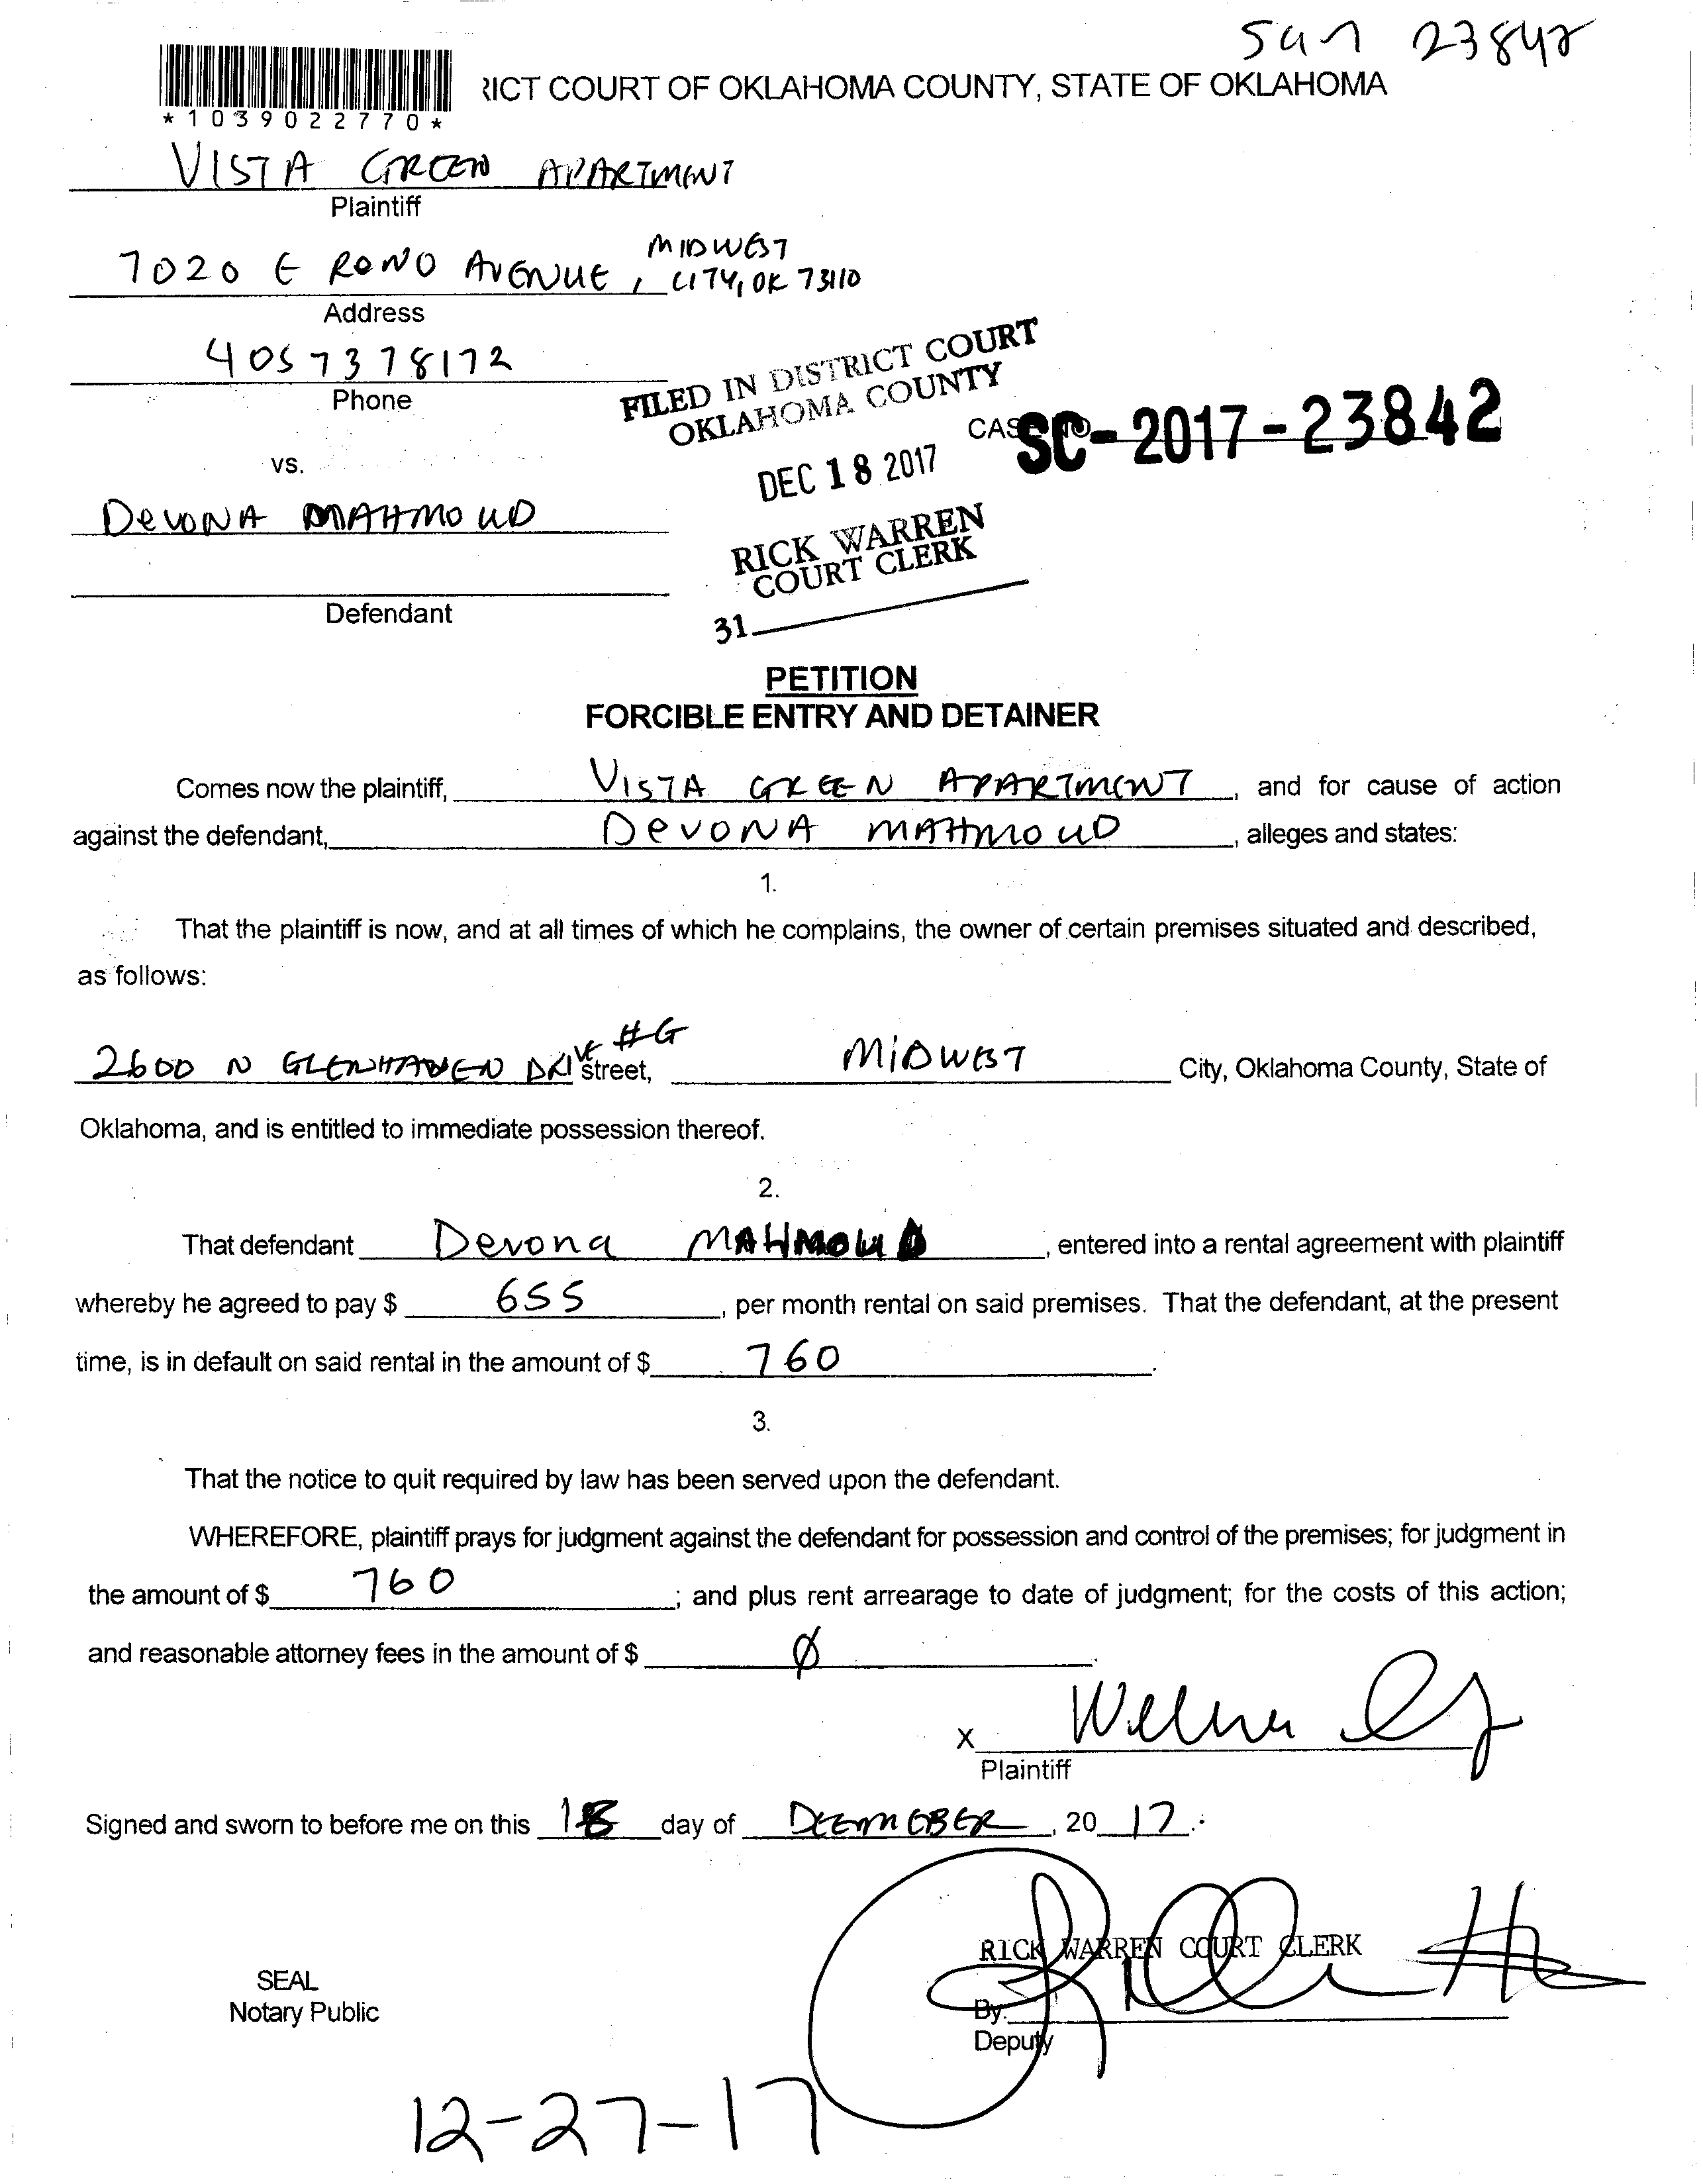 23842
RICT COURT OF OKLAHOMA COUNTY, STATE OF OKLAHOMA
*1039022770*
VISTA GREEN APARTMENT
Plaintiff
7020 E RENO AVENUE, MIDWEST
CITY, OK 73110
Address
4057378172
Phone
FILED IN DISTRICT COURT
OKLAHOMA COUNTY
CAS SC-2017-23842
DEC 18 2017
vs.
DEVONA MAHMOUD
RICK WARREN
COURT CLERK
Defendant
31
PETITION
FORCIBLE ENTRY AND DETAINER
Comes now the plaintiff, VISTA GREEN APARTMENT, and for cause of action
against the defendant, DEVONA MAHMOUD, alleges and states:
1.
That the plaintiff is now, and at all times of which he complains, the owner of certain premises situated and described,
as follows:
2600 N GLENHAVEN DRIVE #G Street, MIDWEST City, Oklahoma County, State of
Oklahoma, and is entitled to immediate possession thereof.
2.
That defendant Devona MAHMOUD, entered into a rental agreement with plaintiff
whereby he agreed to pay $ 655, per month rental on said premises. That the defendant, at the present
time, is in default on said rental in the amount of $ 760.
3.
That the notice to quit required by law has been served upon the defendant.
WHEREFORE, plaintiff prays for judgment against the defendant for possession and control of the premises; for judgment in
the amount of $ 760; and plus rent arrearage to date of judgment; for the costs of this action;
and reasonable attorney fees in the amount of $ Ø.
X
Plaintiff
Signed and sworn to before me on this 18 day of DECEMBER, 2017.
RICK WARREN COURT CLERK
SEAL
Notary Public
By:
Deputy
12-27-17